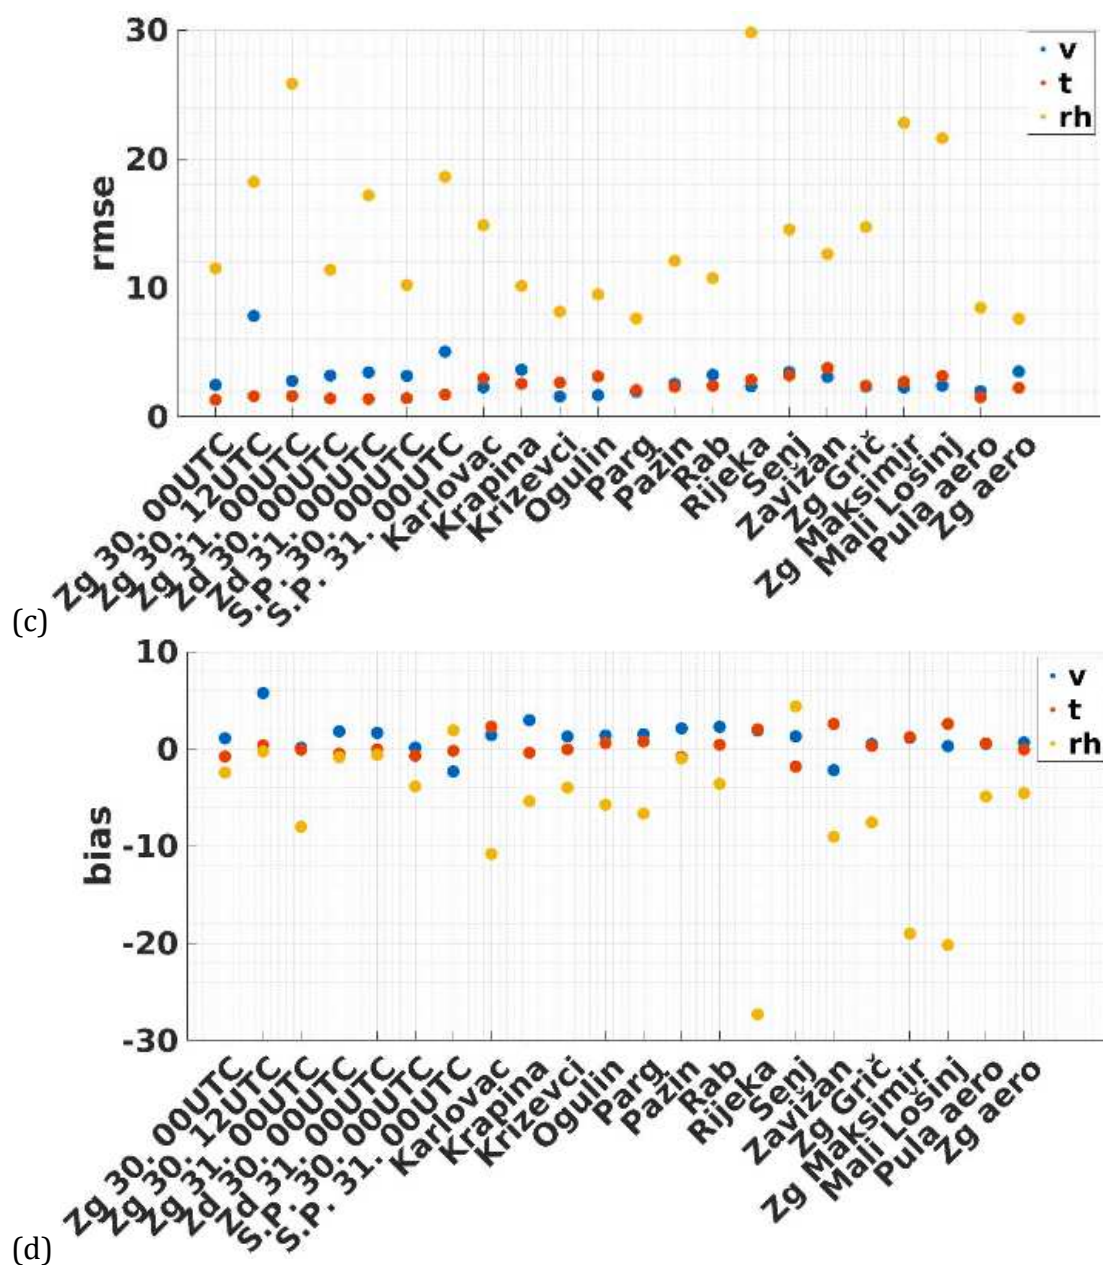 30
20
10
0
rmse
v
t
rh
Zg 30. 00UTC
Zg 30. 12UTC
Zg 31. 00UTC
Zd 30. 00UTC
Zd 31. 00UTC
S.P. 30. 00UTC
S.P. 31. 00UTC
Karlovac
Krapina
Krizevci
Ogulin
Parg
Pazin
Rab
Rijeka
Senj
Zavižan
Zg Grič
Zg Maksimir
Mali Lošinj
Pula aero
Zg aero
(c)
10
0
-10
-20
-30
bias
v
t
rh
Zg 30. 00UTC
Zg 30. 12UTC
Zg 31. 00UTC
Zd 30. 00UTC
Zd 31. 00UTC
S.P. 30. 00UTC
S.P. 31. 00UTC
Karlovac
Krapina
Krizevci
Ogulin
Parg
Pazin
Rab
Rijeka
Senj
Zavižan
Zg Grič
Zg Maksimir
Mali Lošinj
Pula aero
Zg aero
(d)